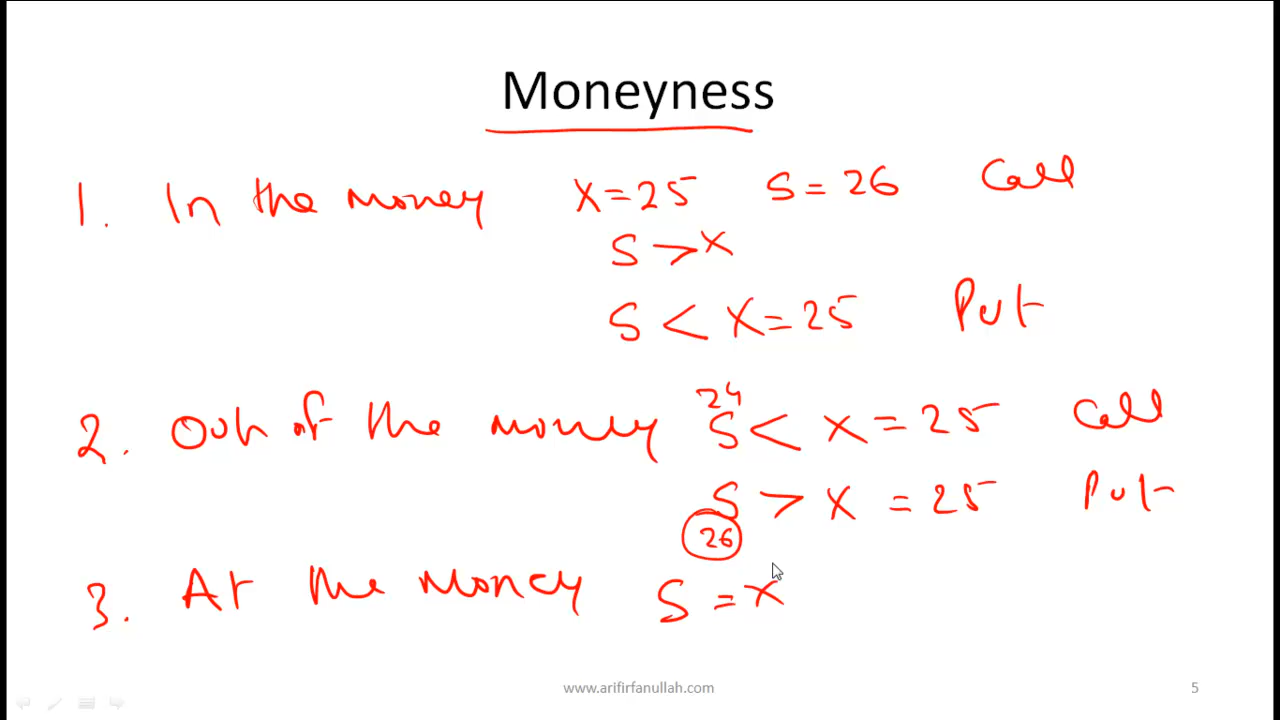 Moneyness
1. In the money X = 25 S = 26 Call
S > X
S < X = 25 Put
24
2. Out of the money S < X = 25 Call
S > X = 25 Put
26
3. At the money S = X
www.arifirfanullah.com 5